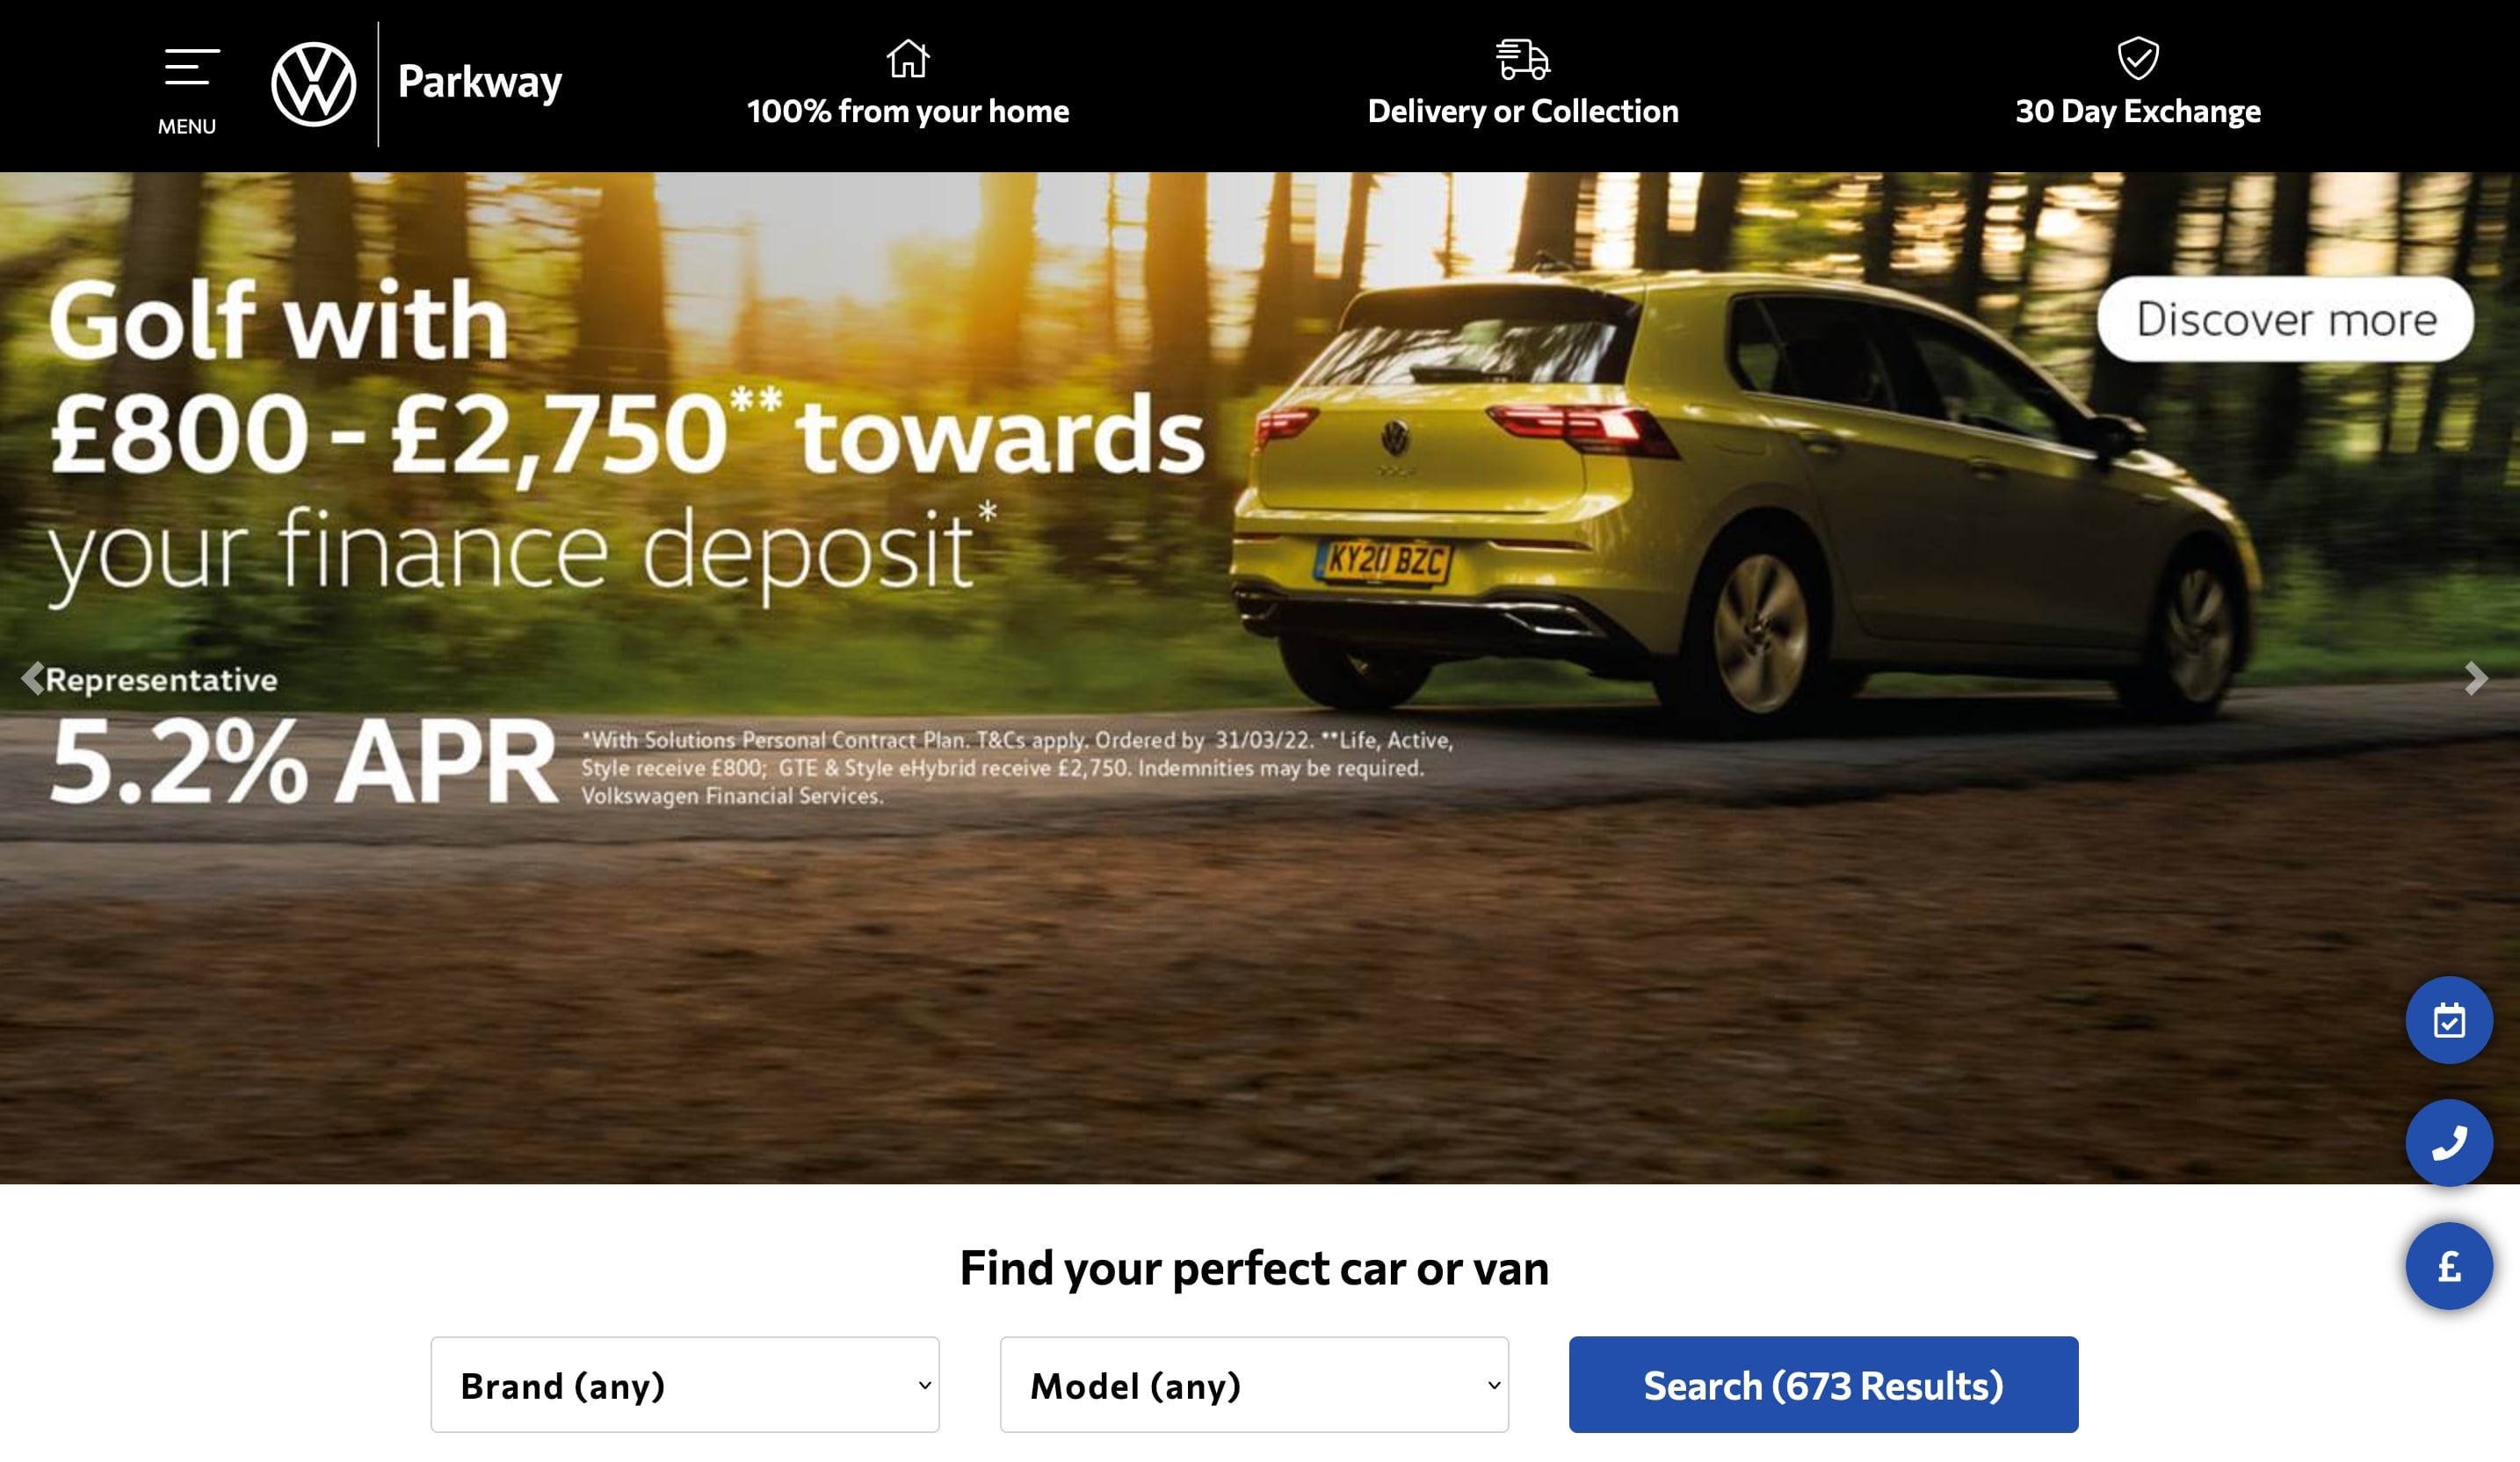 MENU
Parkway
100% from your home
Delivery or Collection
30 Day Exchange
Golf with
£800 - £2,750** towards
your finance deposit*
Discover more
KY20 BZC
Representative
5.2% APR
*With Solutions Personal Contract Plan. T&Cs apply. Ordered by 31/03/22. **Life, Active,
Style receive £800; GTE & Style eHybrid receive £2,750. Indemnities may be required.
Volkswagen Financial Services.
£
Find your perfect car or van
Brand (any)
Model (any)
Search (673 Results)